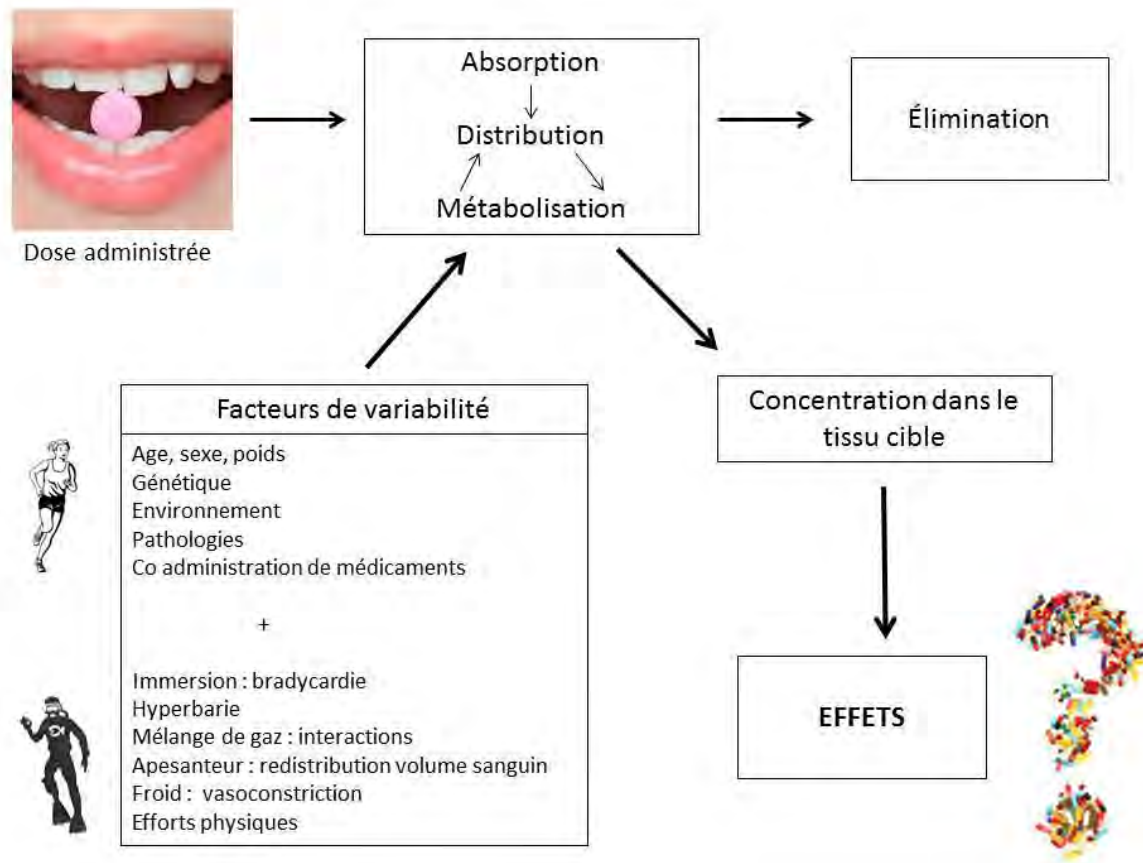 Absorption
Distribution
Métabolisation
Élimination
Dose administrée
Facteurs de variabilité
Age, sexe, poids
Génétique
Environnement
Pathologies
Co administration de médicaments
+
Immersion : bradycardie
Hyperbarie
Mélange de gaz : interactions
Apesanteur : redistribution volume sanguin
Froid : vasoconstriction
Efforts physiques
Concentration dans le
tissu cible
EFFETS
?